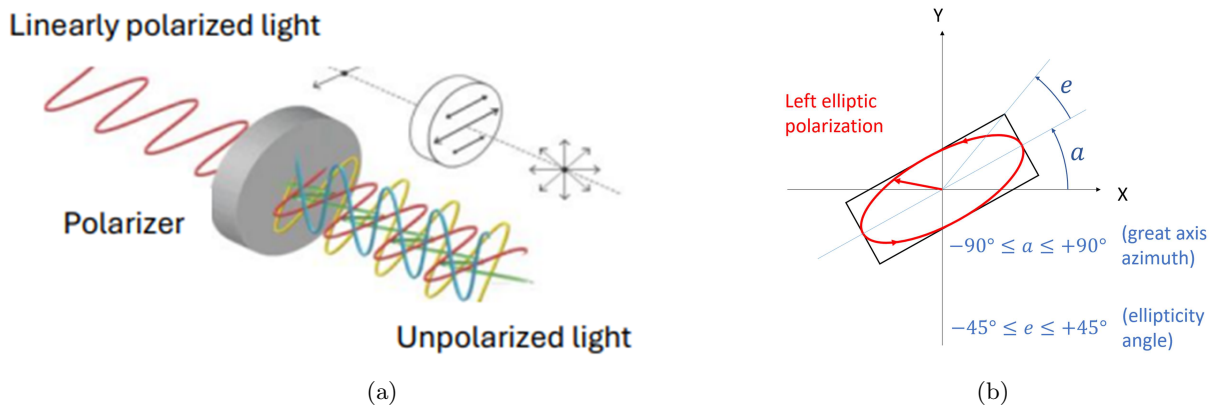 Linearly polarized light
Polarizer
Unpolarized light
(a)
Y
Left elliptic
polarization
e
a
X
−90° ≤ a ≤ +90° (great axis
azimuth)
−45° ≤ e ≤ +45° (ellipticity
angle)
(b)